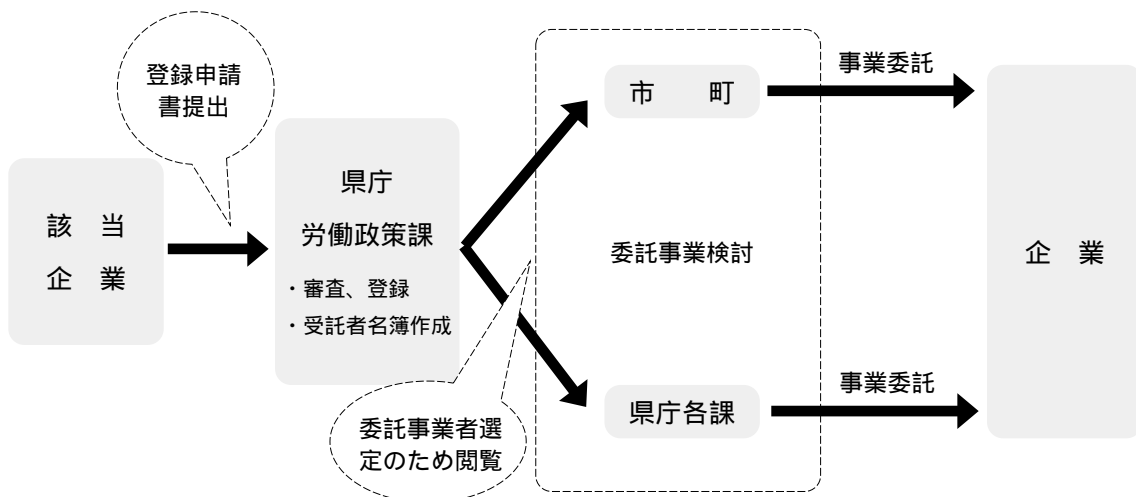 登録申請
書提出
該　当
企　業
県庁
労働政策課
・審査、登録
・受託者名簿作成
委託事業者選
定のため閲覧
市　　町
委託事業検討
県庁各課
事業委託
事業委託
企　業